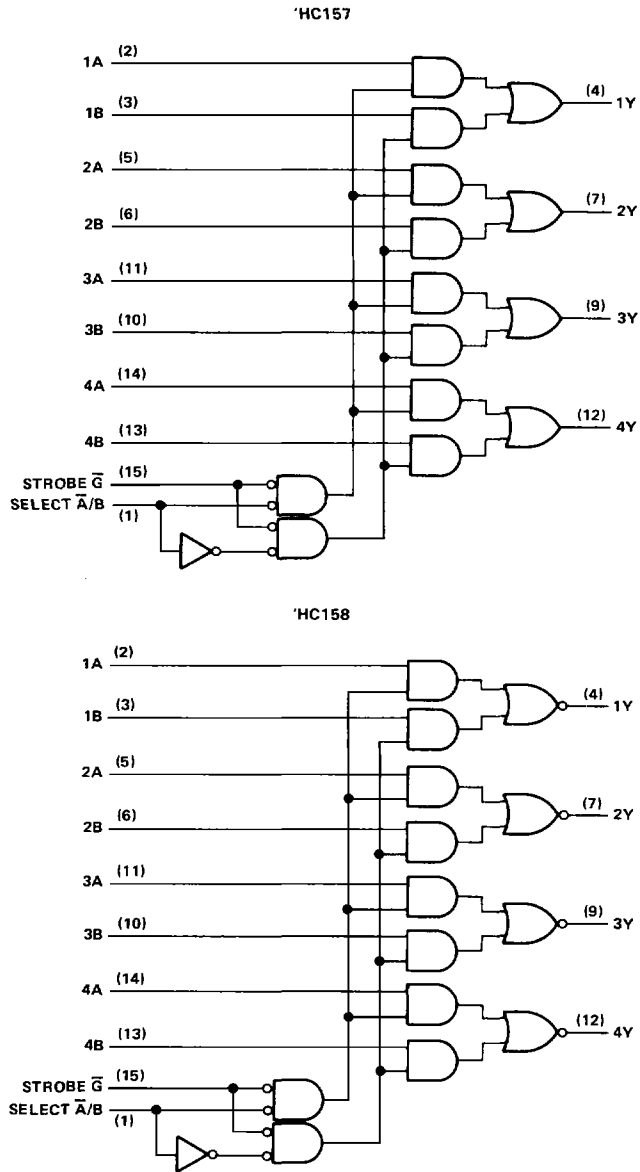 'HC157
1A (2)
(4) 1Y
1B (3)
2A (5)
(7) 2Y
2B (6)
3A (11)
(9) 3Y
3B (10)
4A (14)
(12) 4Y
4B (13)
STROBE G̅ (15)
SELECT A̅/B (1)
'HC158
1A (2)
(4) 1Y
1B (3)
2A (5)
(7) 2Y
2B (6)
3A (11)
(9) 3Y
3B (10)
4A (14)
(12) 4Y
4B (13)
STROBE G̅ (15)
SELECT A̅/B (1)